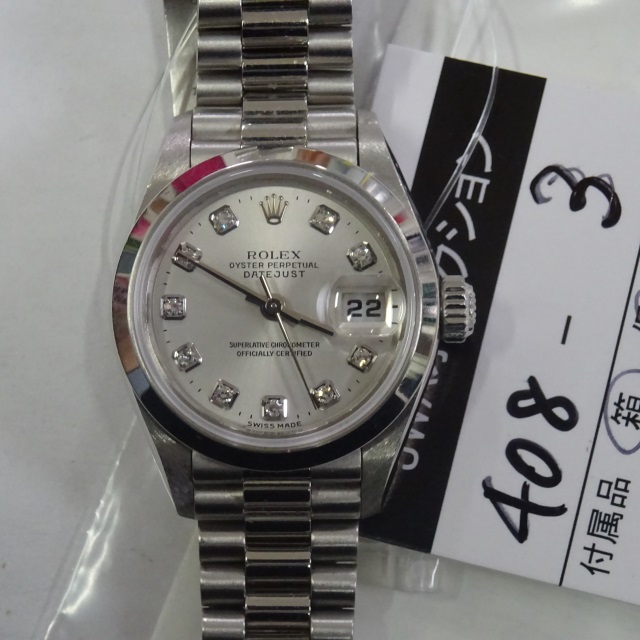 ROLEX
OYSTER PERPETUAL
DATEJUST
22
SUPERLATIVE CHRONOMETER
OFFICIALLY CERTIFIED
SWISS MADE
408-3
付属品 箱